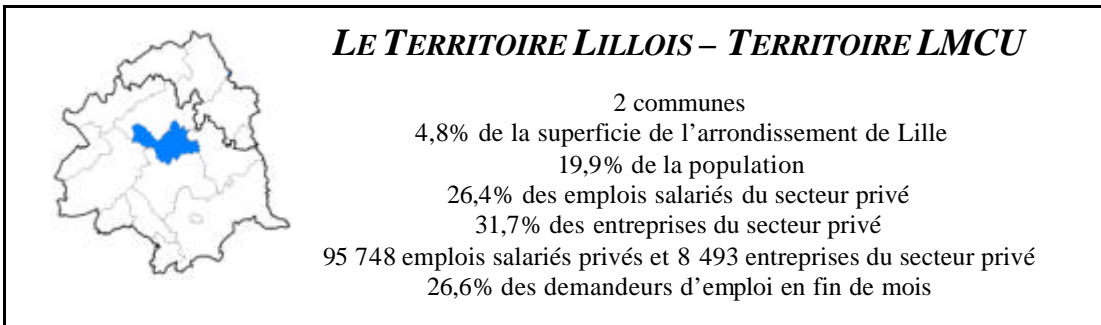 LE TERRITOIRE LILLOIS – TERRITOIRE LMCU
2 communes
4,8% de la superficie de l’arrondissement de Lille
19,9% de la population
26,4% des emplois salariés du secteur privé
31,7% des entreprises du secteur privé
95 748 emplois salariés privés et 8 493 entreprises du secteur privé
26,6% des demandeurs d’emploi en fin de mois